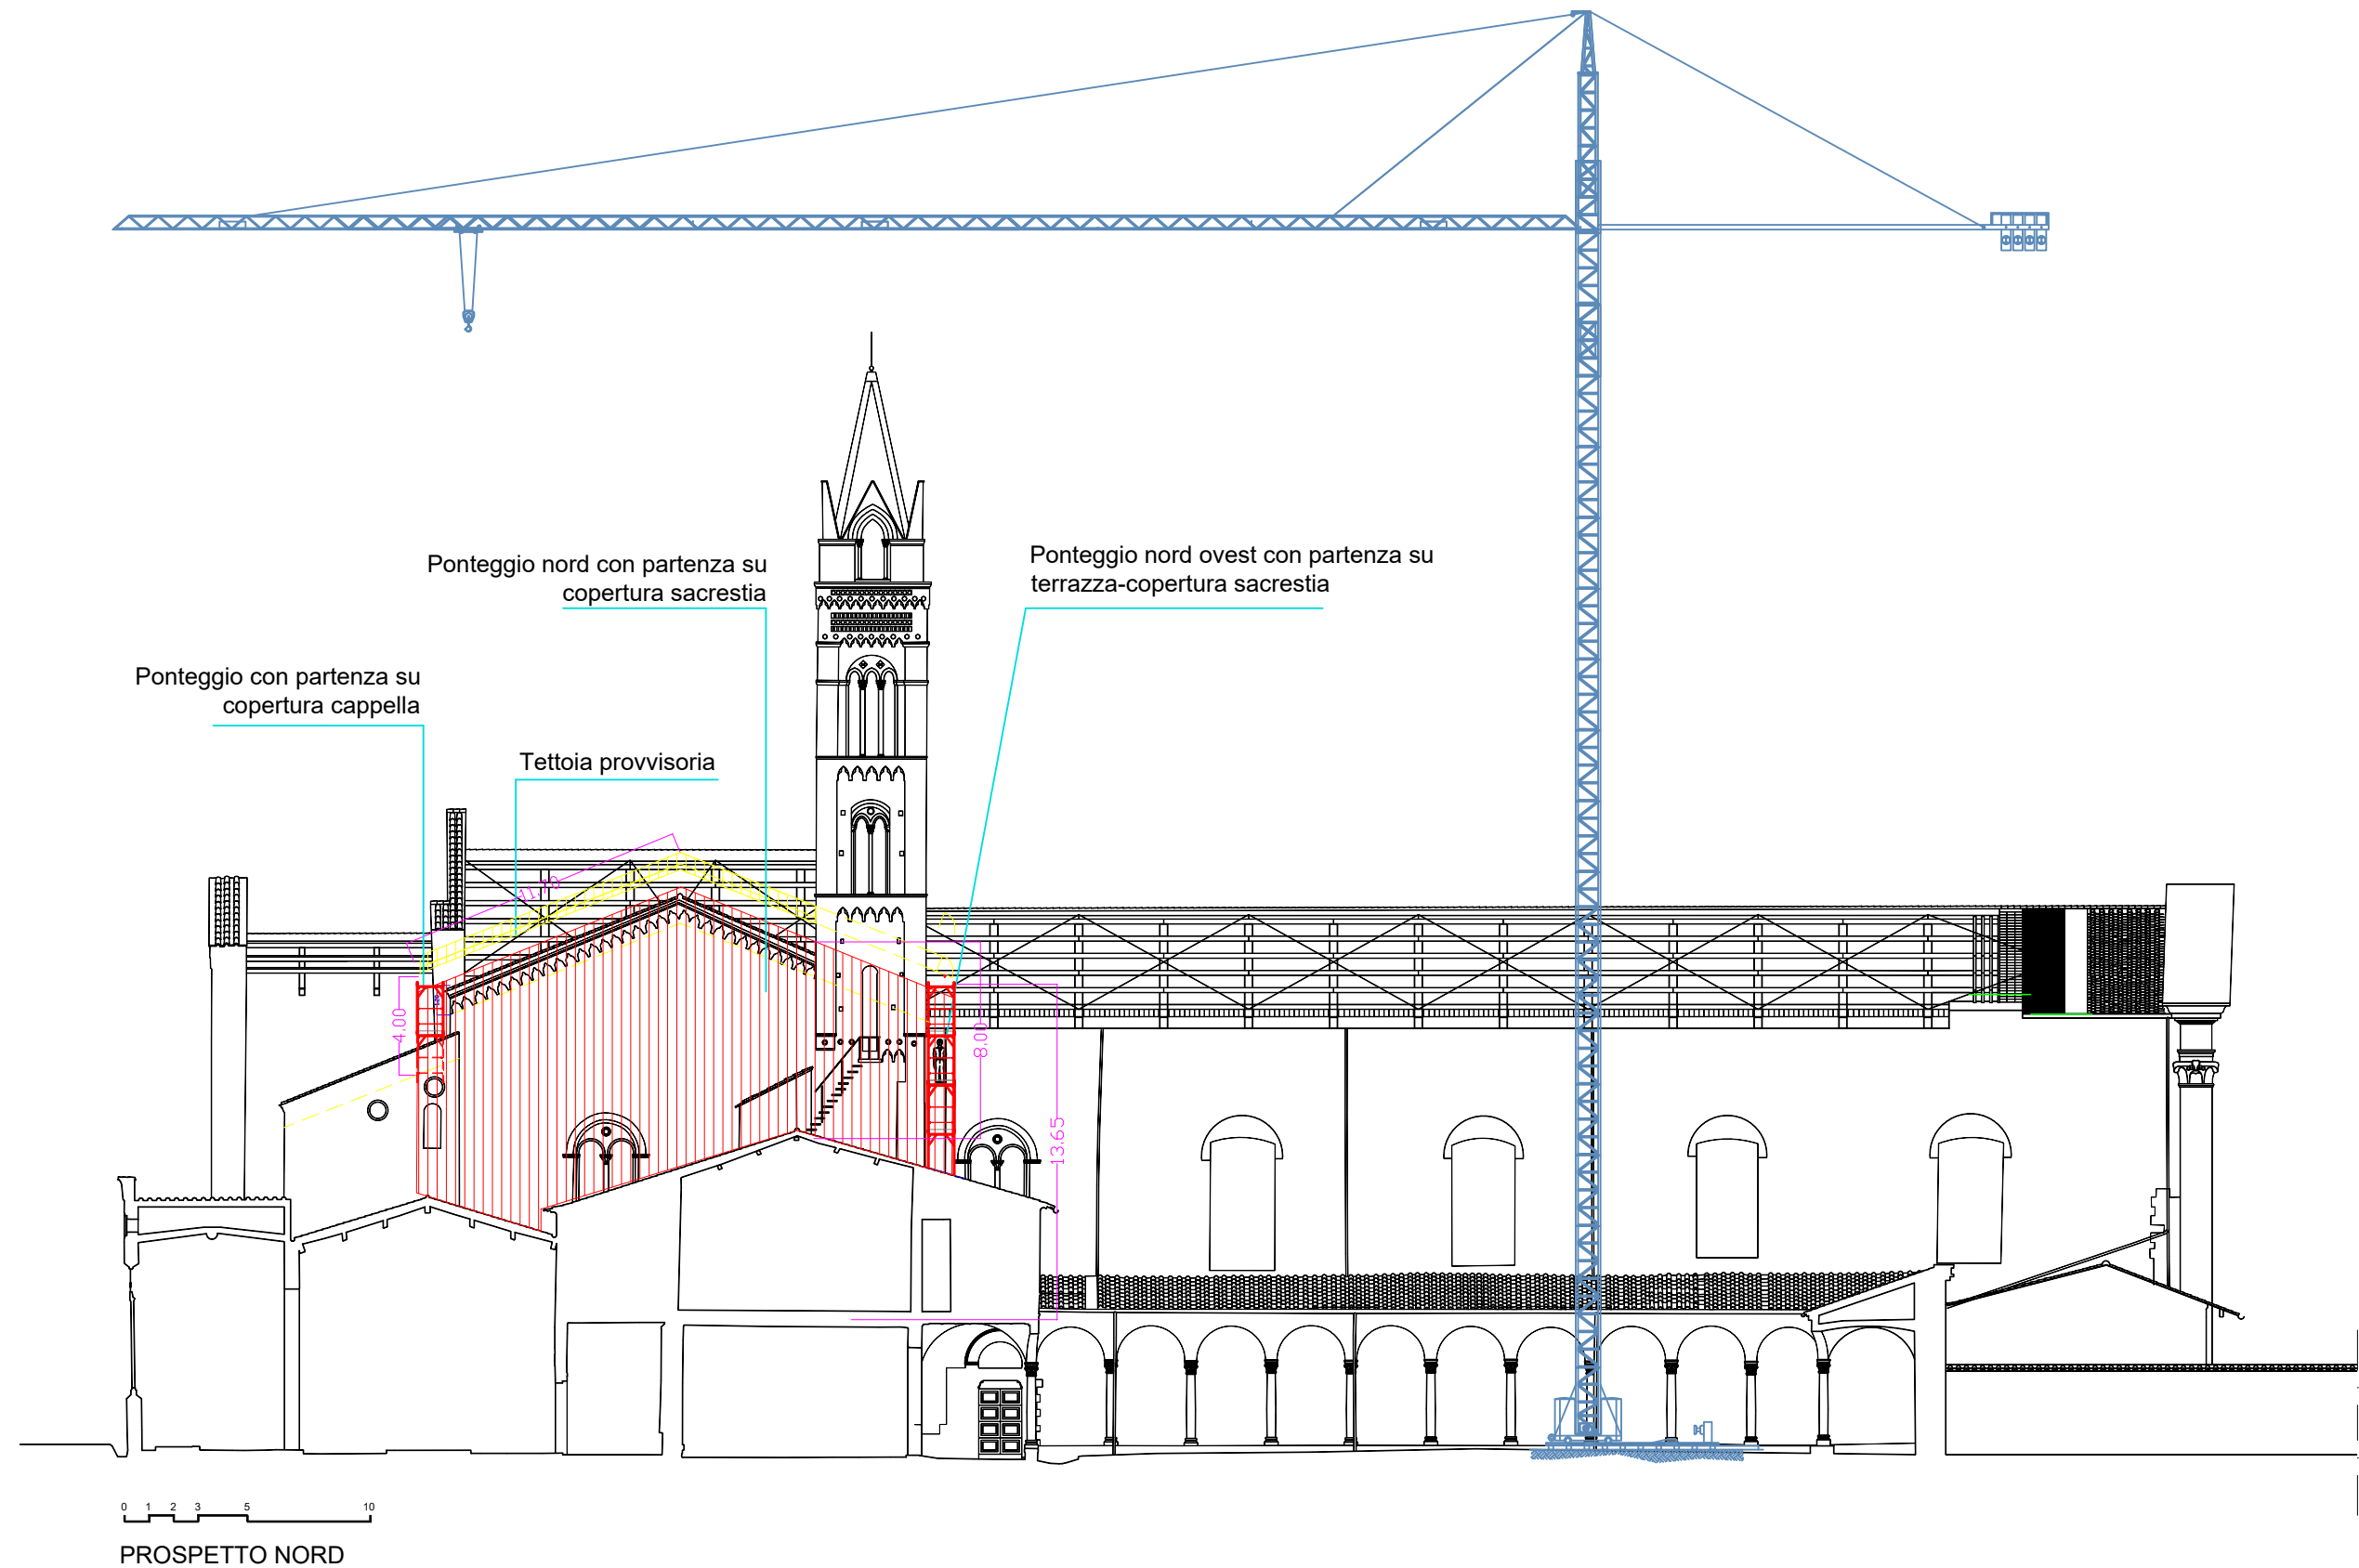 Ponteggio nord con partenza su
copertura sacrestia
Ponteggio nord ovest con partenza su
terrazza-copertura sacrestia
Ponteggio con partenza su
copertura cappella
Tettoia provvisoria
11.70
4.00
8.00
13.65
0 1 2 3 5 10
PROSPETTO NORD